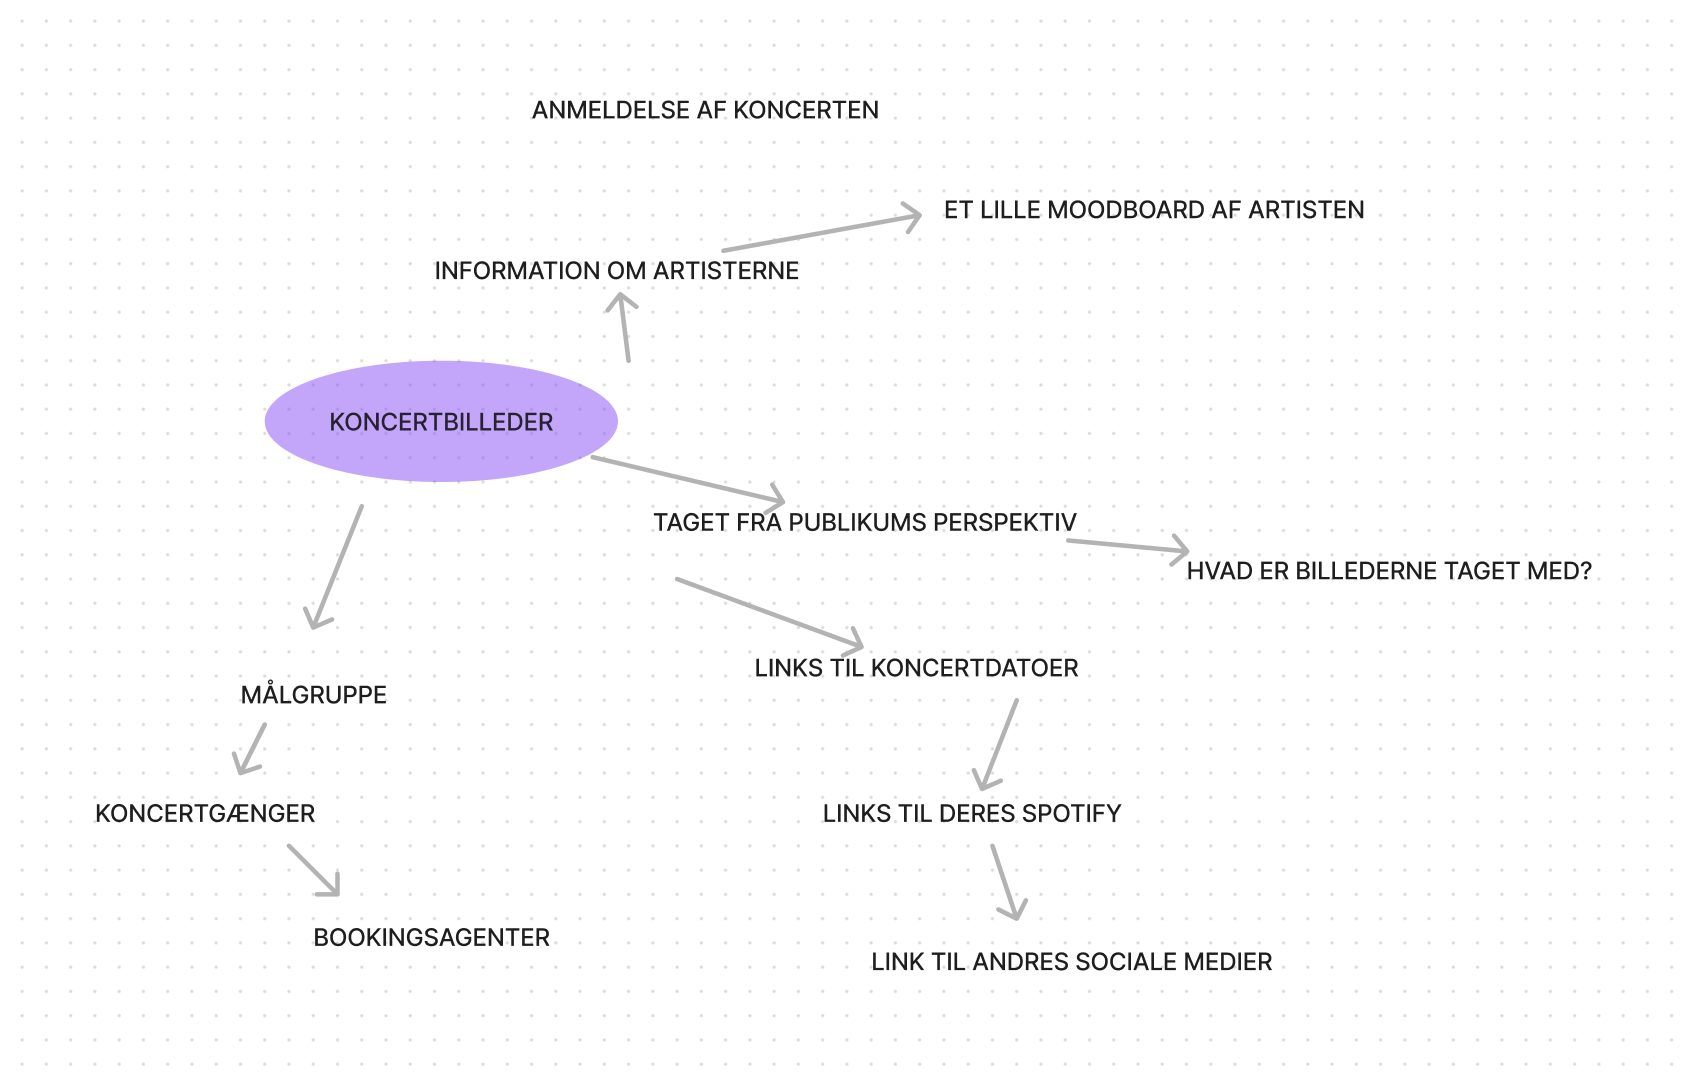 ANMELDELSE AF KONCERTEN
ET LILLE MOODBOARD AF ARTISTEN
INFORMATION OM ARTISTERNE
KONCERTBILLEDER
TAGET FRA PUBLIKUMS PERSPEKTIV
HVAD ER BILLEDERNE TAGET MED?
LINKS TIL KONCERTDATOER
MÅLGRUPPE
KONCERTGÆNGER
LINKS TIL DERES SPOTIFY
BOOKINGSAGENTER
LINK TIL ANDRES SOCIALE MEDIER